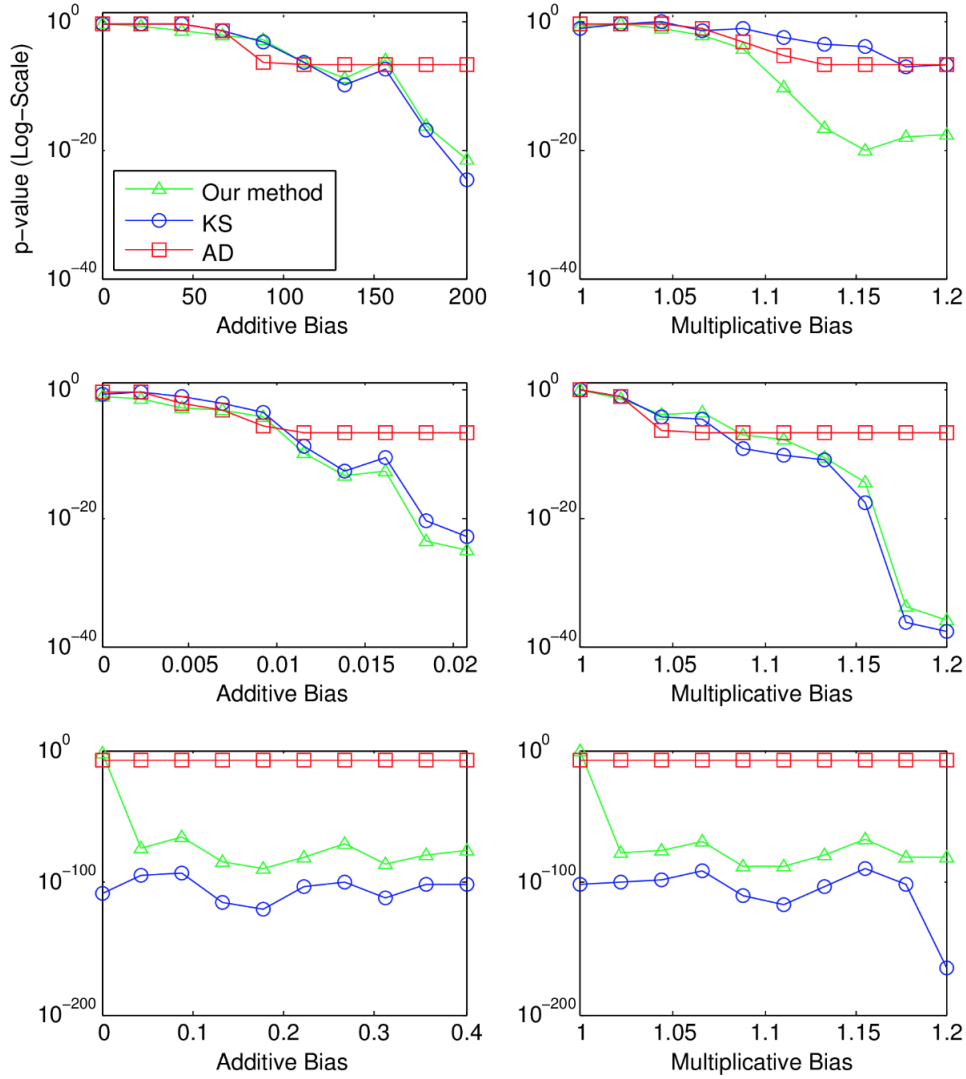 10^0
10^−20
10^−40
p−value (Log−Scale)
Our method
KS
AD
0 50 100 150 200
Additive Bias
10^0
10^−20
10^−40
1 1.05 1.1 1.15 1.2
Multiplicative Bias
10^0
10^−20
10^−40
0 0.005 0.01 0.015 0.02
Additive Bias
10^0
10^−20
10^−40
1 1.05 1.1 1.15 1.2
Multiplicative Bias
10^0
10^−100
10^−200
0 0.1 0.2 0.3 0.4
Additive Bias
10^0
10^−100
10^−200
1 1.05 1.1 1.15 1.2
Multiplicative Bias